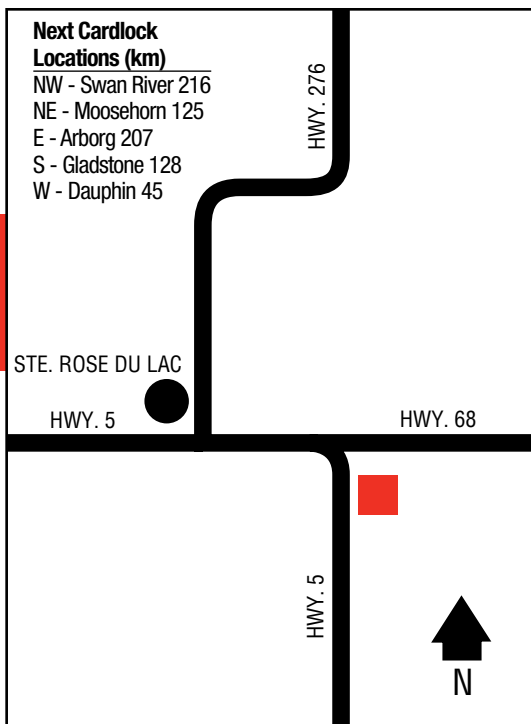 Next Cardlock
Locations (km)
NW - Swan River 216
NE - Moosehorn 125
E - Arborg 207
S - Gladstone 128
W - Dauphin 45
HWY. 276
STE. ROSE DU LAC
HWY. 5
HWY. 68
HWY. 5
N